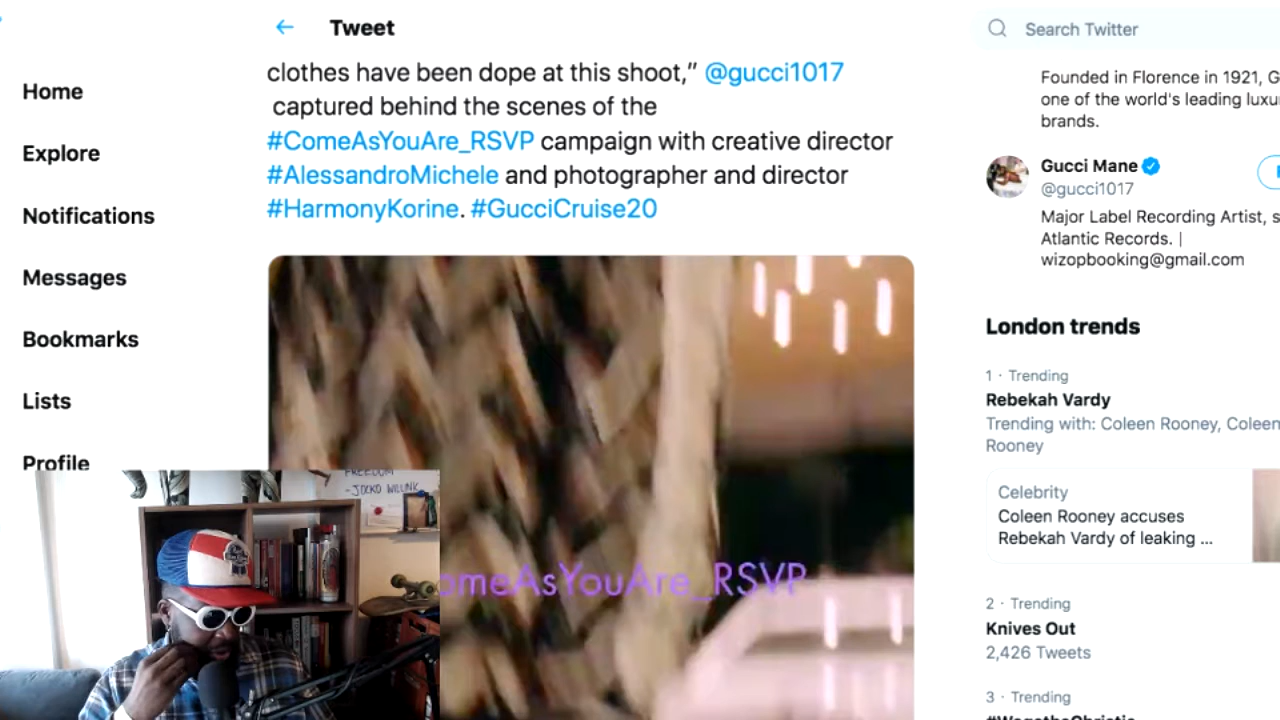 Tweet
Search Twitter
Home
Explore
Notifications
Messages
Bookmarks
Lists
Profile
clothes have been dope at this shoot,” @gucci1017
captured behind the scenes of the
#ComeAsYouAre_RSVP campaign with creative director
#AlessandroMichele and photographer and director
#HarmonyKorine. #GucciCruise20
omeAsYouAre_RSVP
FREEDOM
-JOCKO WILLINK
Founded in Florence in 1921, G
one of the world's leading luxu
brands.
Gucci Mane
@gucci1017
Major Label Recording Artist, s
Atlantic Records. |
wizopbooking@gmail.com
London trends
1 · Trending
Rebekah Vardy
Trending with: Coleen Rooney, Coleen
Rooney
Celebrity
Coleen Rooney accuses
Rebekah Vardy of leaking ...
2 · Trending
Knives Out
2,426 Tweets
3 · Trending
#WagathaChristie